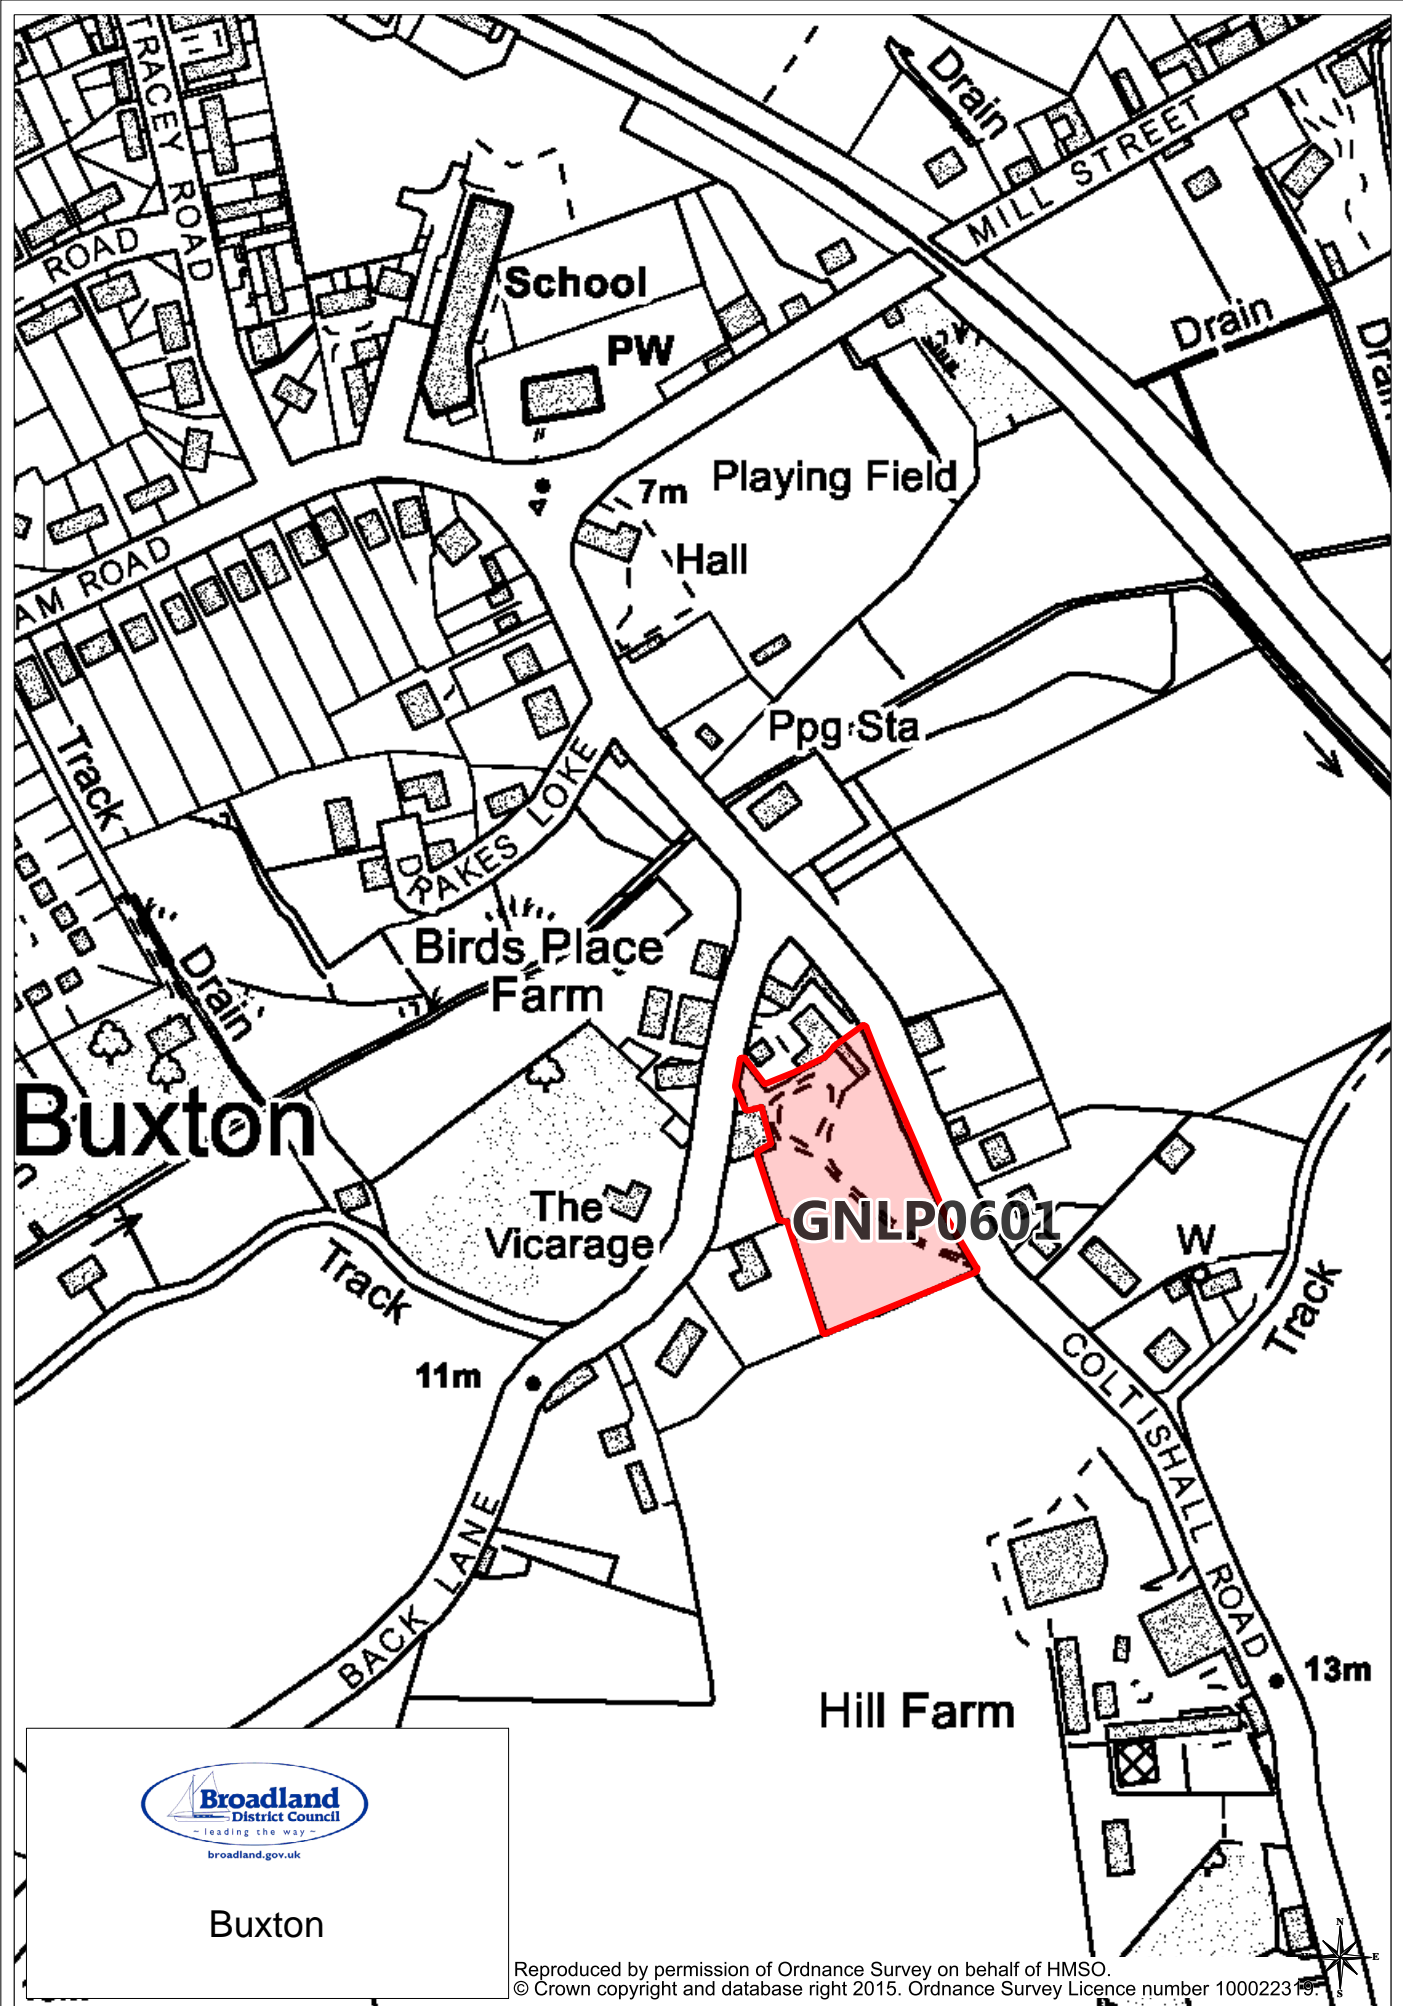 TRACEY ROAD
ROAD
Drain
MILL STREET
School
PW
Drain
Playing Field
7m
Hall
AM ROAD
Ppg Sta
Track
DRAKES LOKE
Birds Place
Farm
Drain
Buxton
The
Vicarage
GNLP0601
W
Track
Track
11m
COLTISHALL ROAD
BACK LANE
13m
Hill Farm
Broadland
District Council
~ leading the way ~
broadland.gov.uk
Buxton
N
E
S
Reproduced by permission of Ordnance Survey on behalf of HMSO.
© Crown copyright and database right 2015. Ordnance Survey Licence number 100022319.